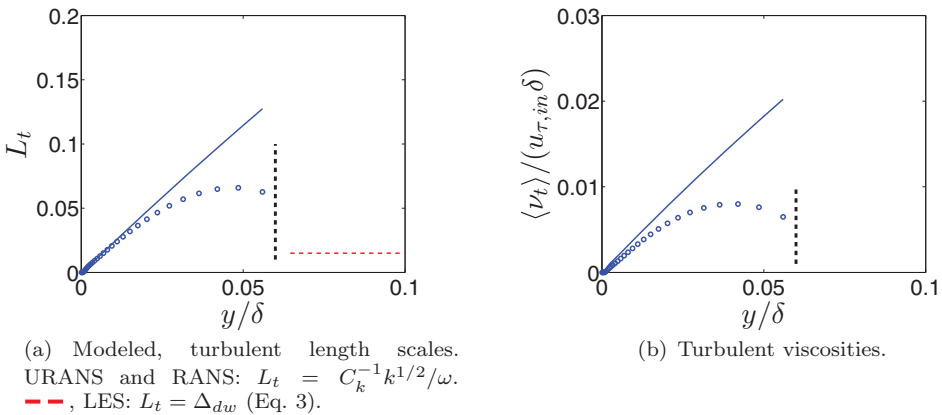 0.2
0.15
0.1
0.05
0
0
0.05
0.1
L_t
y/δ
0.03
0.02
0.01
0
0
0.05
0.1
⟨ν_t⟩/(u_{τ,in}δ)
y/δ
(a) Modeled, turbulent length scales.
URANS and RANS: L_t = C_k^{-1}k^{1/2}/ω.
, LES: L_t = Δ_{dw} (Eq. 3).
(b) Turbulent viscosities.